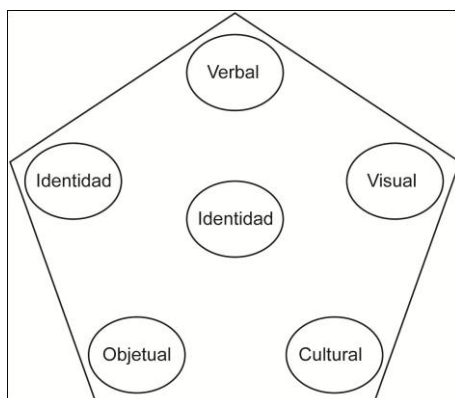 Verbal
Identidad
Visual
Identidad
Objetual
Cultural